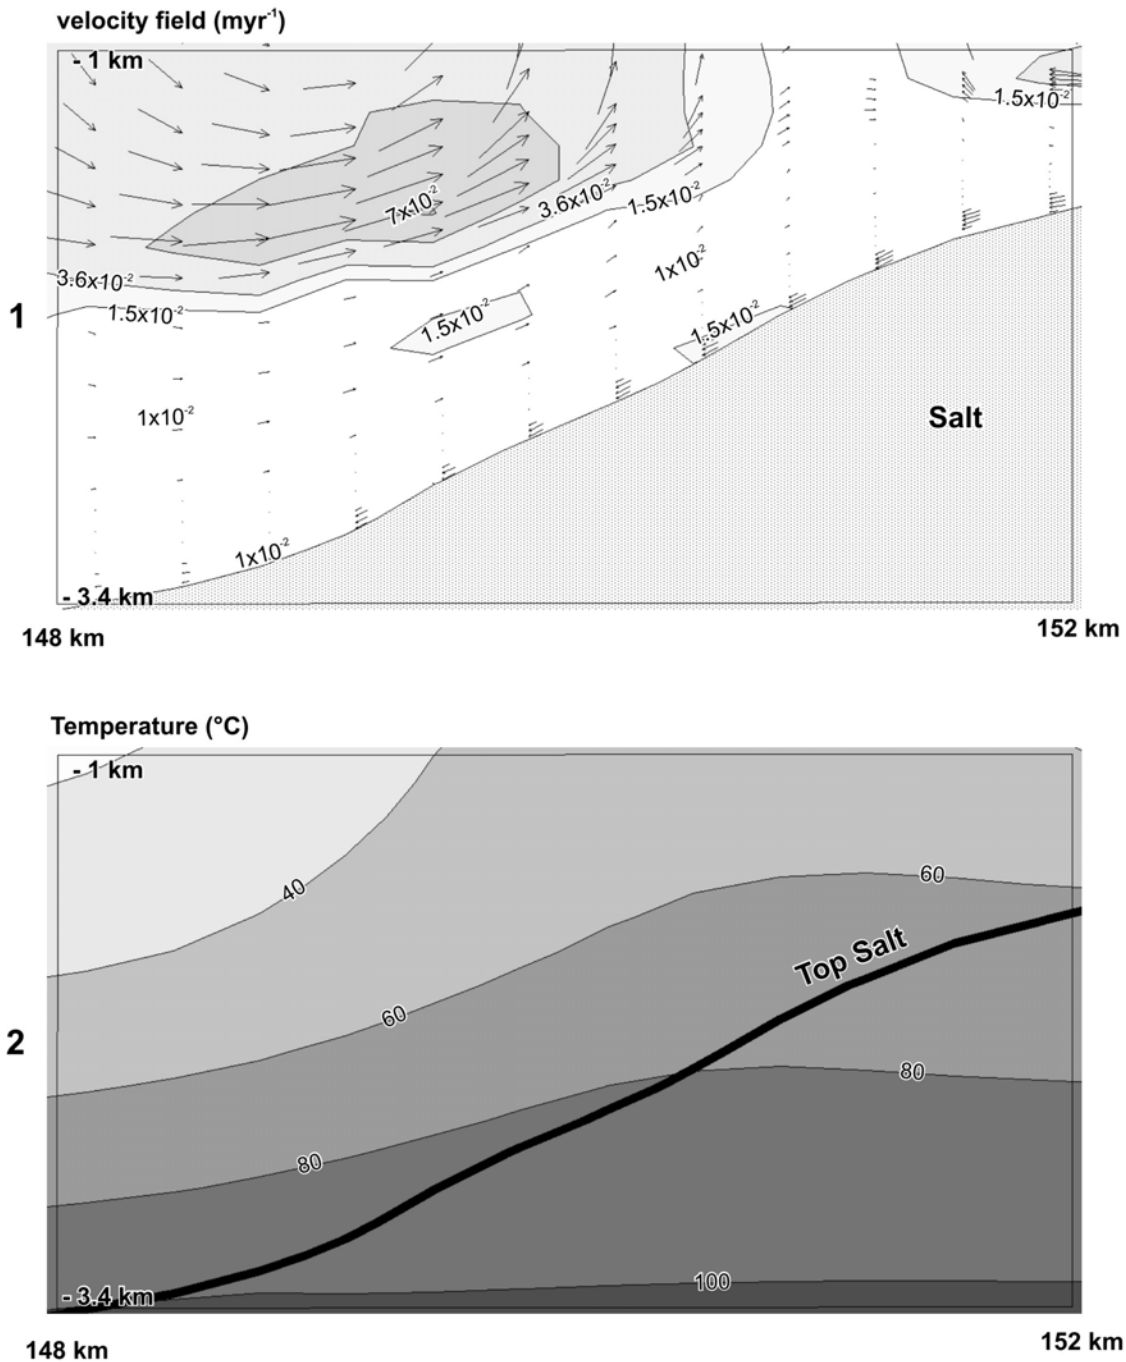 velocity field (myr⁻¹)
- 1 km
1.5x10⁻²
7x10⁻²
3.6x10⁻²
1.5x10⁻²
1x10⁻²
3.6x10⁻²
1.5x10⁻²
1.5x10⁻²
1.5x10⁻²
1
1x10⁻²
Salt
1x10⁻²
- 3.4 km
148 km
152 km
Temperature (°C)
- 1 km
40
60
Top Salt
60
2
80
80
100
- 3.4 km
148 km
152 km